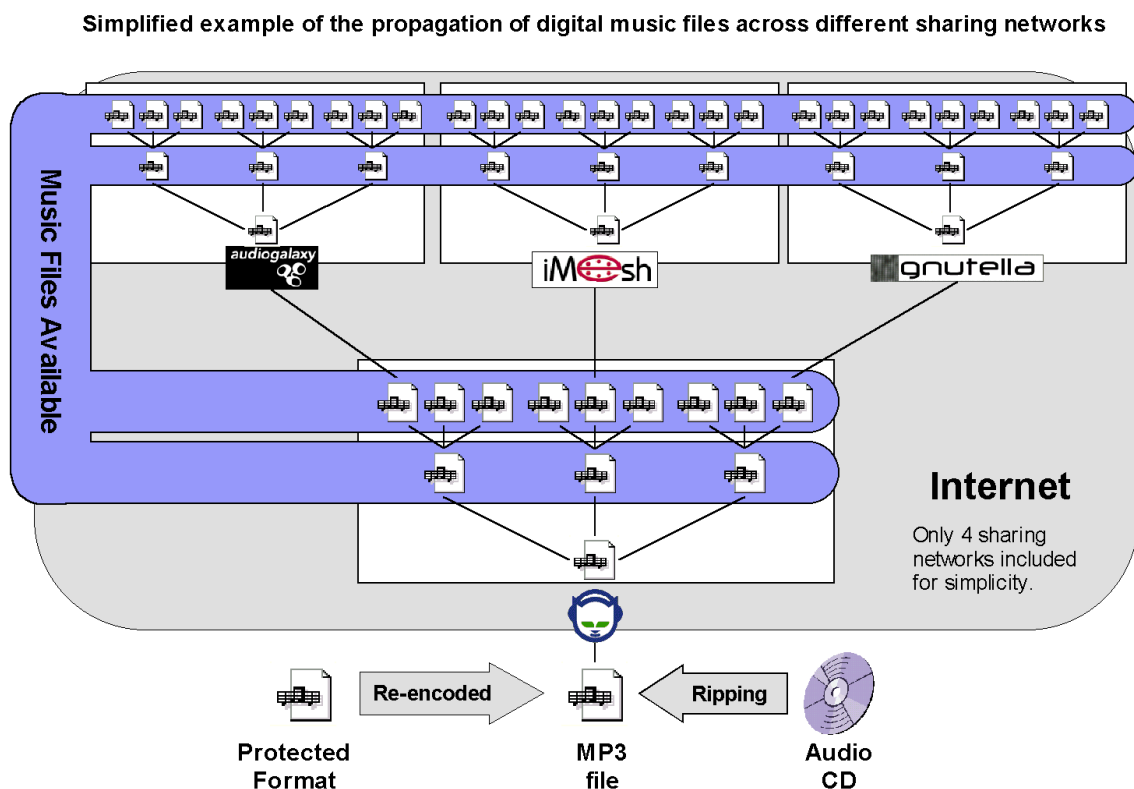 Simplified example of the propagation of digital music files across different sharing networks
Music Files Available
audiogalaxy
iMesh
gnutella
Internet
Only 4 sharing
networks included
for simplicity.
Re-encoded
Ripping
Protected
Format
MP3
file
Audio
CD